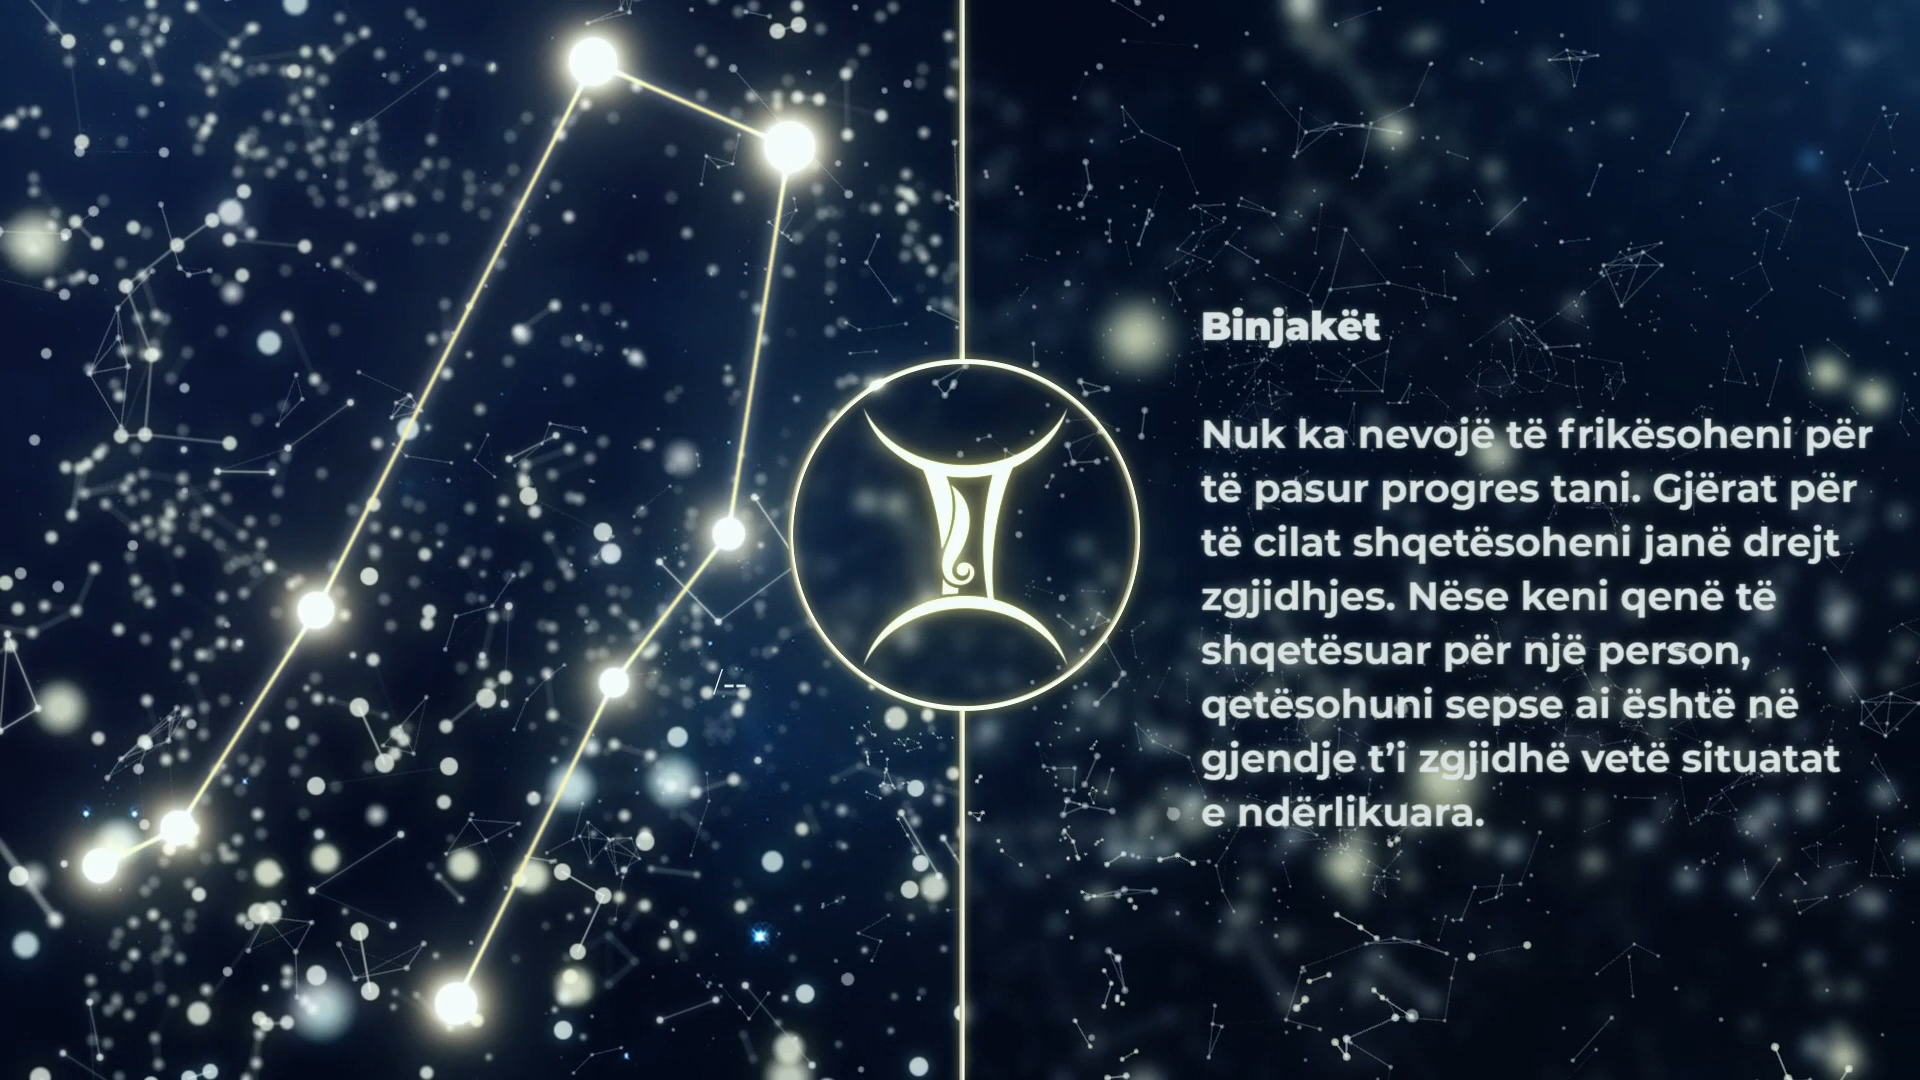 Binjakët
Nuk ka nevojë të frikësoheni për
të pasur progres tani. Gjërat për
të cilat shqetësoheni janë drejt
zgjidhjes. Nëse keni qenë të
shqetësuar për një person,
qetësohuni sepse ai është në
gjendje t’i zgjidhë vetë situatat
e ndërlikuara.
/--